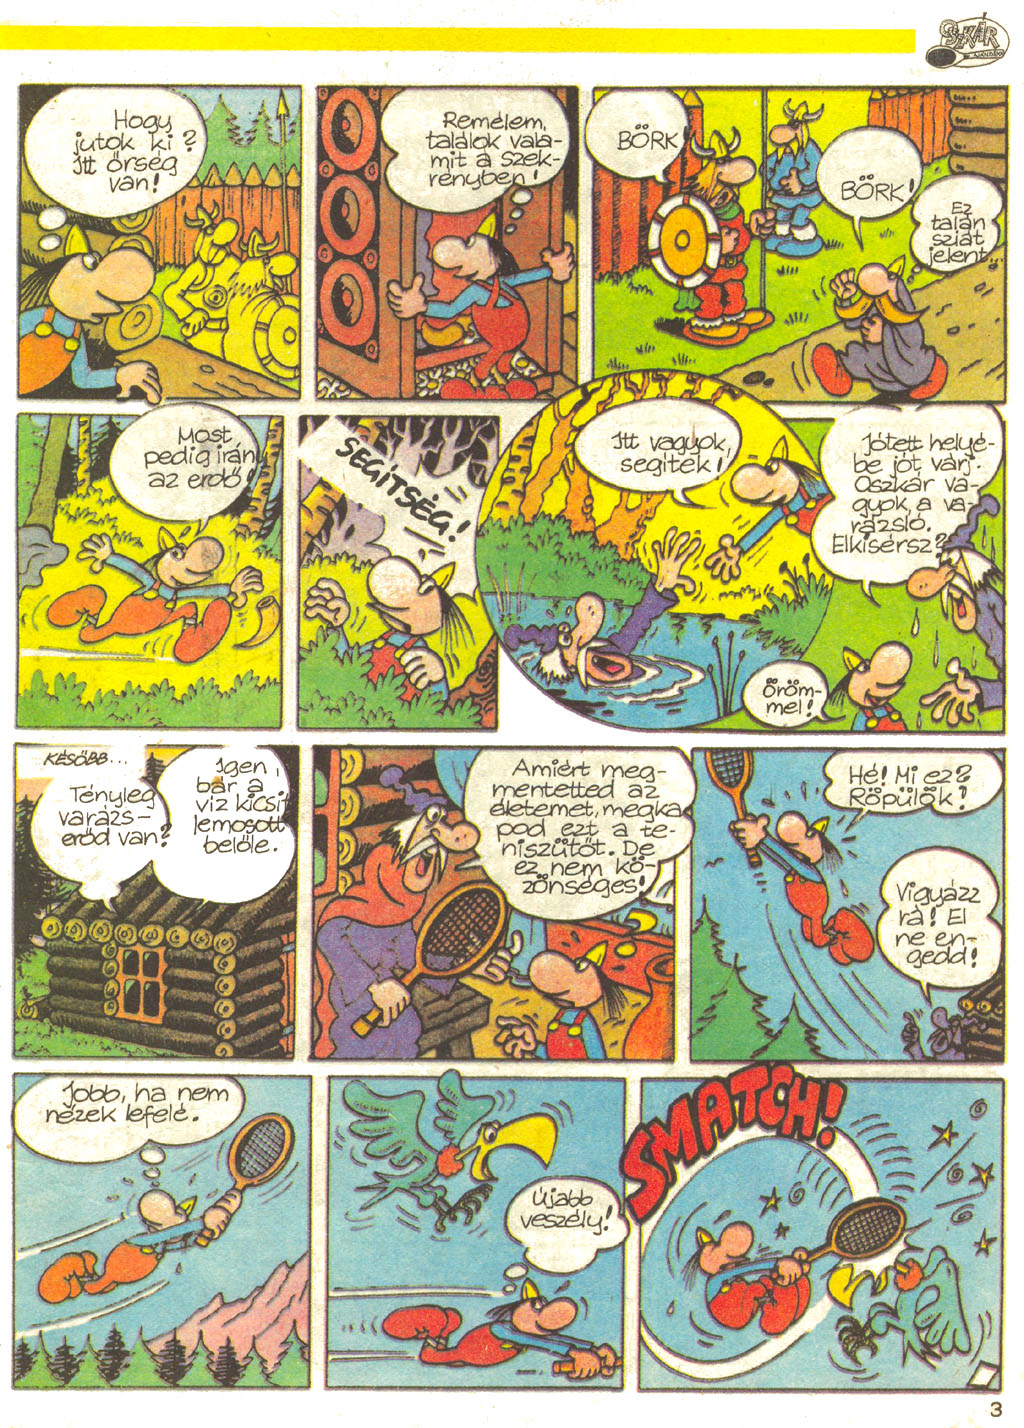 Hogy
jutok ki?
Itt őrség
van!
Remélem,
találok vala-
mit a szek-
rényben!
BÖRK!
BÖRK!
Ez
talán
sziát
jelent...
Most
pedig irány
az erdő!
SEGÍTSÉG!
Itt vagyok,
segítek!
Jótett helyé-
be jót várj.
Oszkár va-
gyok, a va-
rázsló.
Elkísérsz?
Öröm-
mel!
KÉSŐBB...
Tényleg
varázs-
erőd van?
Igen,
bár a
víz kicsit
lemosott
belőle.
Amiért meg-
mentetted az
életemet, megka-
pod ezt a te-
niszütőt. De
ez nem kö-
zönséges!
Hé! Mi ez?
Röpülök!
Vigyázz
rá! El
ne en-
gedd!
Jobb, ha nem
nézek lefelé.
Újabb
veszély!
SMATCH!
3